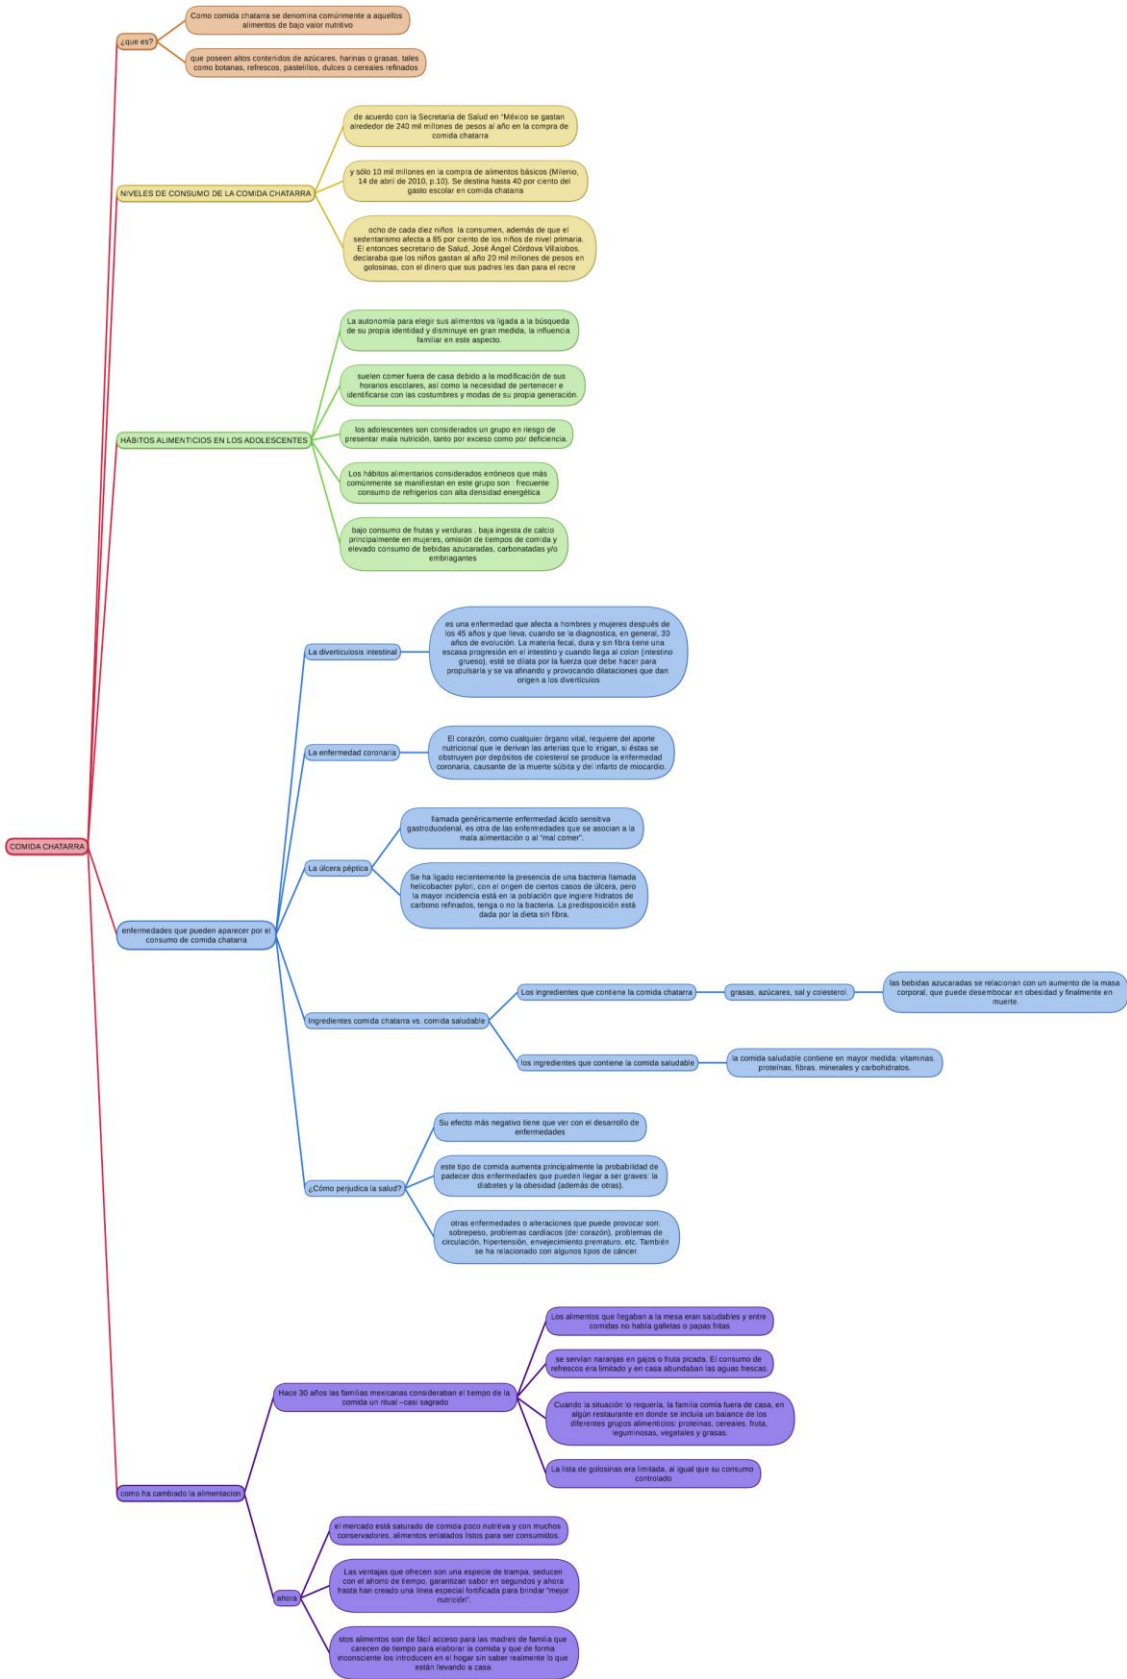 Como comida chatarra se denomina comúnmente a aquellos
alimentos de bajo valor nutritivo
¿que es?
que poseen altos contenidos de azúcares, harinas o grasas, tales
como botanas, refrescos, pastelillos, dulces o cereales refinados
de acuerdo con la Secretaría de Salud en "México se gastan
alrededor de 240 mil millones de pesos al año en la compra de
comida chatarra
NIVELES DE CONSUMO DE LA COMIDA CHATARRA
y sólo 10 mil millones en la compra de alimentos básicos (Milenio,
14 de abril de 2010, p.10). Se destina hasta 40 por ciento del
gasto escolar en comida chatarra
ocho de cada diez niños la consumen, además de que el
sedentarismo afecta a 85 por ciento de los niños de nivel primaria.
El entonces secretario de Salud, José Ángel Córdova Villalobos,
declaraba que los niños gastan al año 20 mil millones de pesos en
golosinas, con el dinero que sus padres les dan para el recre
La autonomía para elegir sus alimentos va ligada a la búsqueda
de su propia identidad y disminuye en gran medida, la influencia
familiar en este aspecto.
suelen comer fuera de casa debido a la modificación de sus
horarios escolares, así como la necesidad de pertenecer e
identificarse con las costumbres y modas de su propia generación.
HÁBITOS ALIMENTICIOS EN LOS ADOLESCENTES
los adolescentes son considerados un grupo en riesgo de
presentar mala nutrición, tanto por exceso como por deficiencia.
Los hábitos alimentarios considerados erróneos que más
comúnmente se manifiestan en este grupo son : frecuente
consumo de refrigerios con alta densidad energética
bajo consumo de frutas y verduras , baja ingesta de calcio
principalmente en mujeres, omisión de tiempos de comida y
elevado consumo de bebidas azucaradas, carbonatadas y/o
embriagantes
La diverticulosis intestinal
es una enfermedad que afecta a hombres y mujeres después de
los 45 años y que lleva, cuando se la diagnostica, en general, 30
años de evolución. La materia fecal, dura y sin fibra tiene una
escasa progresión en el intestino y cuando llega al colon (intestino
grueso), esté se dilata por la fuerza que debe hacer para
propulsarla y se va afinando y provocando dilataciones que dan
origen a los divertículos
La enfermedad coronaria
El corazón, como cualquier órgano vital, requiere del aporte
nutricional que le derivan las arterias que lo irrigan, si éstas se
obstruyen por depósitos de colesterol se produce la enfermedad
coronaria, causante de la muerte súbita y del infarto de miocardio.
COMIDA CHATARRA
La úlcera péptica
llamada genéricamente enfermedad ácido sensitiva
gastroduodenal, es otra de las enfermedades que se asocian a la
mala alimentación o al "mal comer".
Se ha ligado recientemente la presencia de una bacteria llamada
helicobacter pylori, con el origen de ciertos casos de úlcera, pero
la mayor incidencia está en la población que ingiere hidratos de
carbono refinados, tenga o no la bacteria. La predisposición está
dada por la dieta sin fibra.
enfermedades que pueden aparecer por el
consumo de comida chatarra
Ingredientes comida chatarra vs. comida saludable
Los ingredientes que contiene la comida chatarra
grasas, azúcares, sal y colesterol.
las bebidas azucaradas se relacionan con un aumento de la masa
corporal, que puede desembocar en obesidad y finalmente en
muerte.
los ingredientes que contiene la comida saludable
la comida saludable contiene en mayor medida: vitaminas,
proteínas, fibras, minerales y carbohidratos.
¿Cómo perjudica la salud?
Su efecto más negativo tiene que ver con el desarrollo de
enfermedades
este tipo de comida aumenta principalmente la probabilidad de
padecer dos enfermedades que pueden llegar a ser graves: la
diabetes y la obesidad (además de otras).
otras enfermedades o alteraciones que puede provocar son:
sobrepeso, problemas cardíacos (del corazón), problemas de
circulación, hipertensión, envejecimiento prematuro, etc. También
se ha relacionado con algunos tipos de cáncer.
como ha cambiado la alimentacion
Hace 30 años las familias mexicanas consideraban el tiempo de la
comida un ritual –casi sagrado
Los alimentos que llegaban a la mesa eran saludables y entre
comidas no había galletas o papas fritas
se servían naranjas en gajos o fruta picada. El consumo de
refrescos era limitado y en casa abundaban las aguas frescas.
Cuando la situación lo requería, la familia comía fuera de casa, en
algún restaurante en donde se incluía un balance de los
diferentes grupos alimenticios: proteínas, cereales, fruta,
leguminosas, vegetales y grasas.
La lista de golosinas era limitada, al igual que su consumo
controlado
ahora
el mercado está saturado de comida poco nutritiva y con muchos
conservadores, alimentos enlatados listos para ser consumidos.
Las ventajas que ofrecen son una especie de trampa, seducen
con el ahorro de tiempo, garantizan sabor en segundos y ahora
hasta han creado una línea especial fortificada para brindar "mejor
nutrición".
stos alimentos son de fácil acceso para las madres de familia que
carecen de tiempo para elaborar la comida y que de forma
inconsciente los introducen en el hogar sin saber realmente lo que
están llevando a casa.